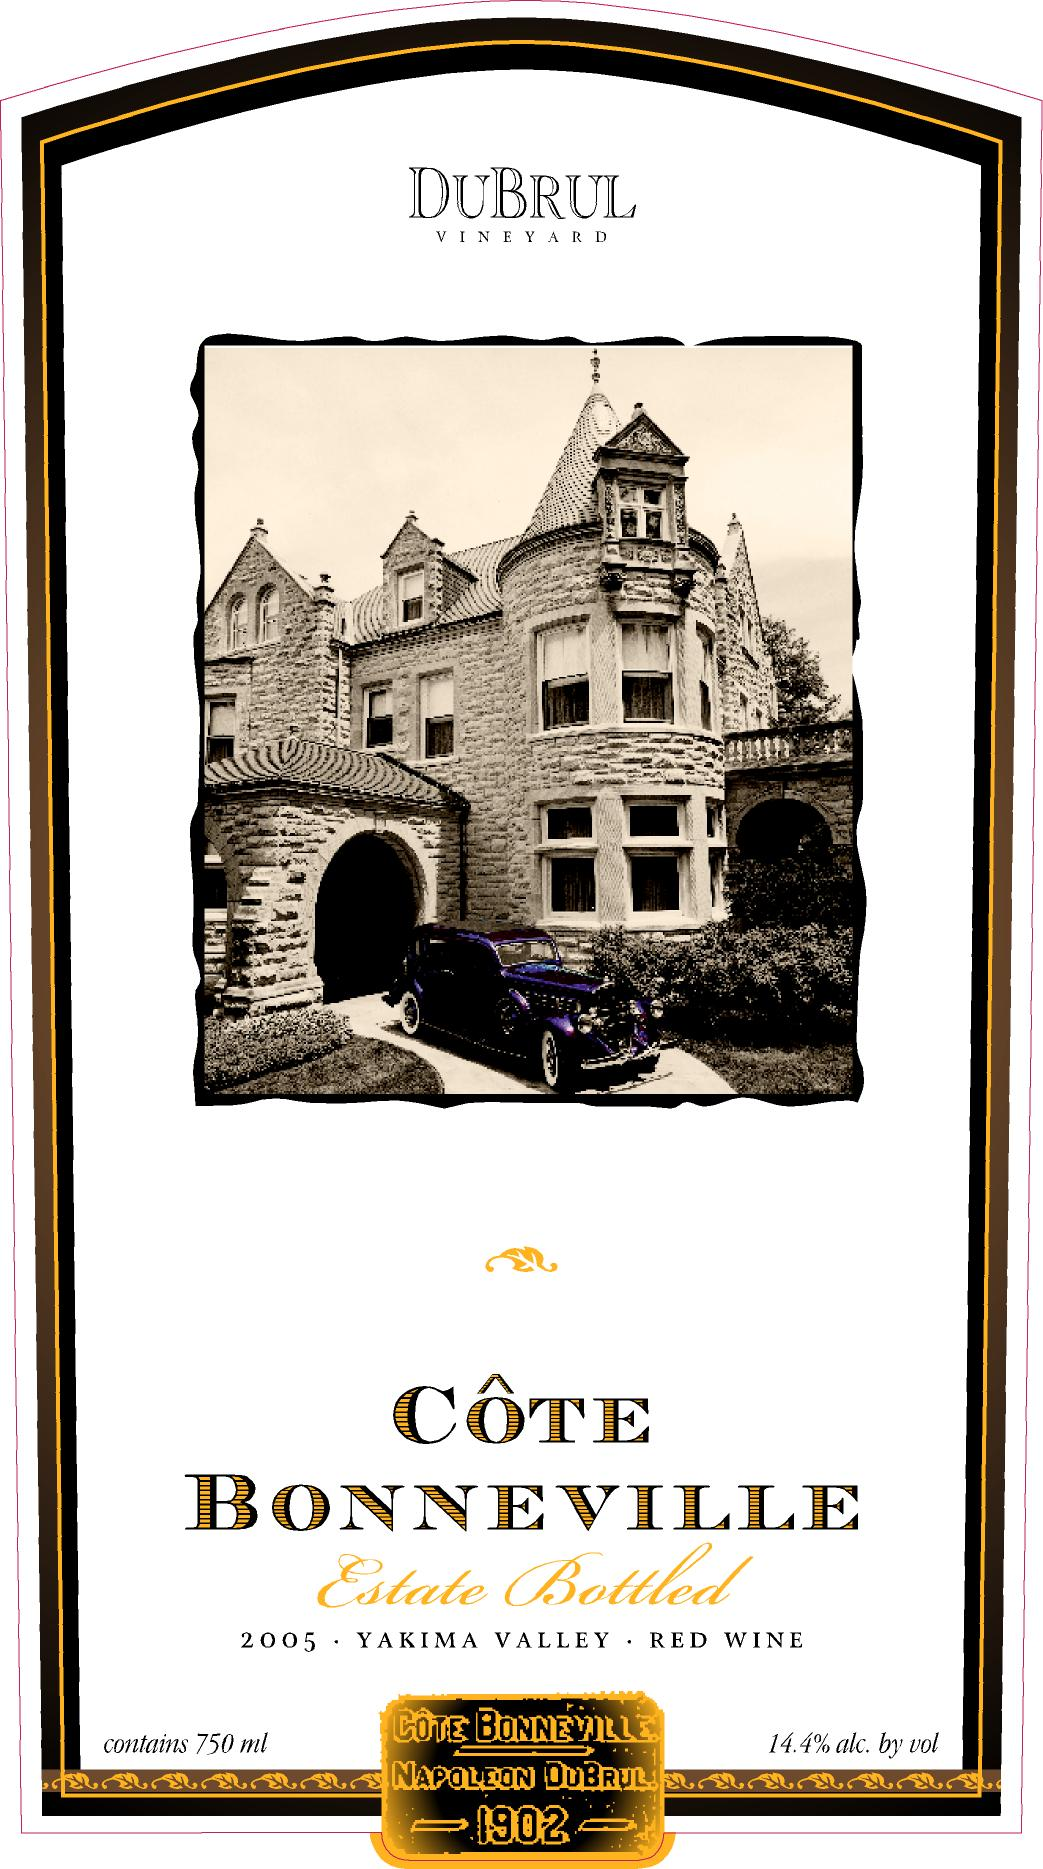 DUBRUL
VINEYARD
CÔTE
BONNEVILLE
Estate Bottled
2005 · YAKIMA VALLEY · RED WINE
contains 750 ml
14.4% alc. by vol
CÔTE BONNEVILLE
NAPOLEON DUBRUL
1902